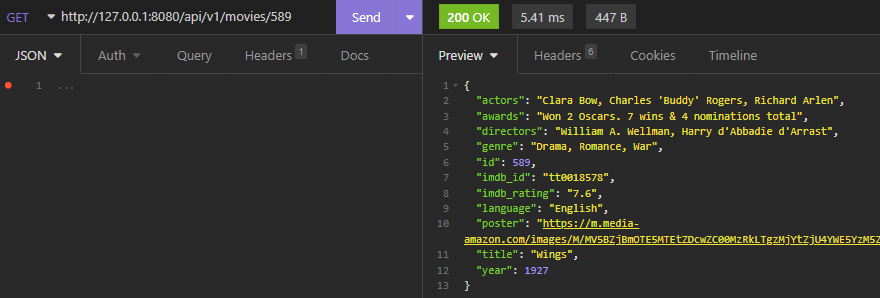 GET http://127.0.0.1:8080/api/v1/movies/589 Send 200 OK 5.41 ms 447 B
JSON Auth Query Headers 1 Docs Preview Headers 6 Cookies Timeline
1 ...
1 {
2 "actors": "Clara Bow, Charles 'Buddy' Rogers, Richard Arlen",
3 "awards": "Won 2 Oscars. 7 wins & 4 nominations total",
4 "directors": "William A. Wellman, Harry d'Abbadie d'Arrast",
5 "genre": "Drama, Romance, War",
6 "id": 589,
7 "imdb_id": "tt0018578",
8 "imdb_rating": "7.6",
9 "language": "English",
10 "poster": "https://m.media-
amazon.com/images/M/MV5BZjBmOTE5MTEtZDcwZC00MzRkLTgzMjYtZjU4YWE5YzM5Z
11 "title": "Wings",
12 "year": 1927
13 }